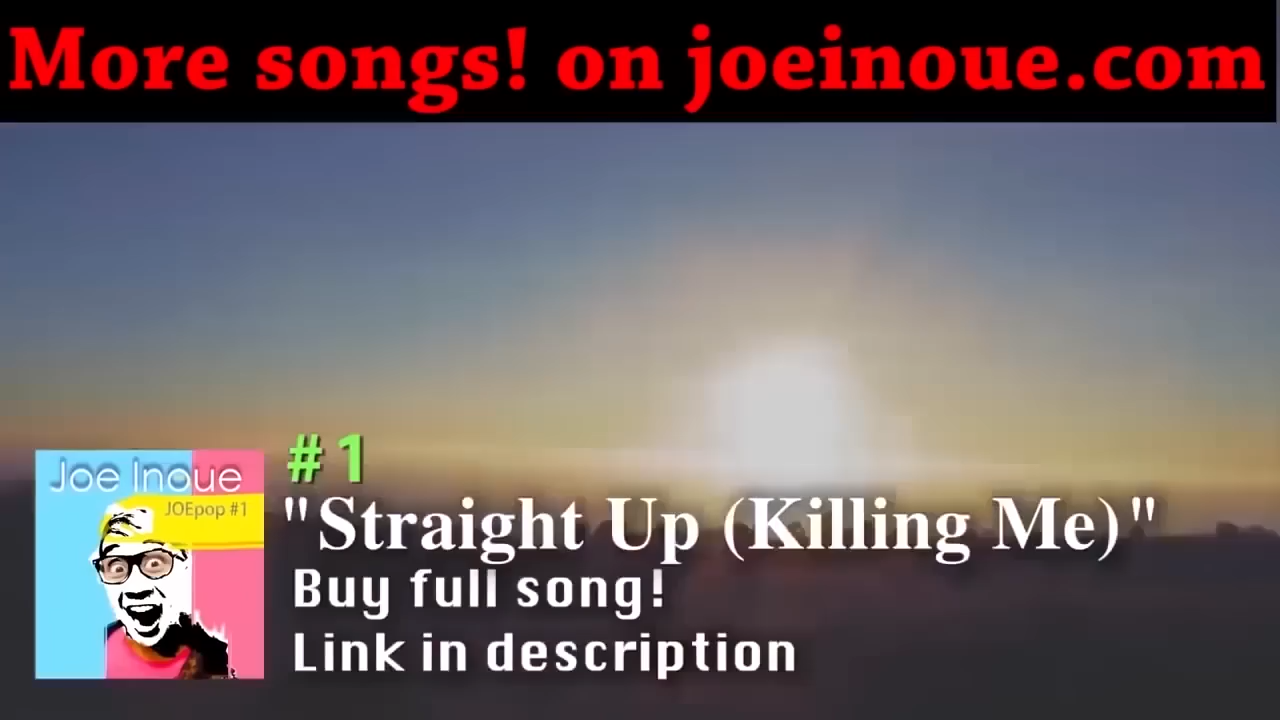 More songs! on joeinoue.com
#1
Joe Inoue
JOEpop #1
"Straight Up (Killing Me)"
Buy full song!
Link in description